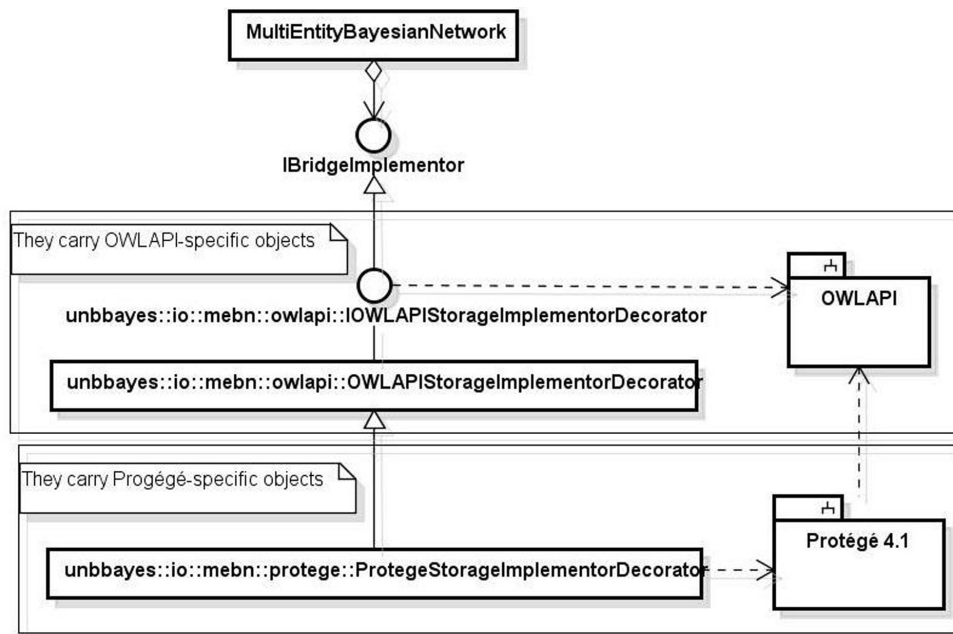 MultiEntityBayesianNetwork
IBridgeImplementor
They carry OWLAPI-specific objects
unbbayes::io::mebn::owlapi::IOWLAPIStorageImplementorDecorator
OWLAPI
unbbayes::io::mebn::owlapi::OWLAPIStorageImplementorDecorator
They carry Progégé-specific objects
Protégé 4.1
unbbayes::io::mebn::protege::ProtegeStorageImplementorDecorator